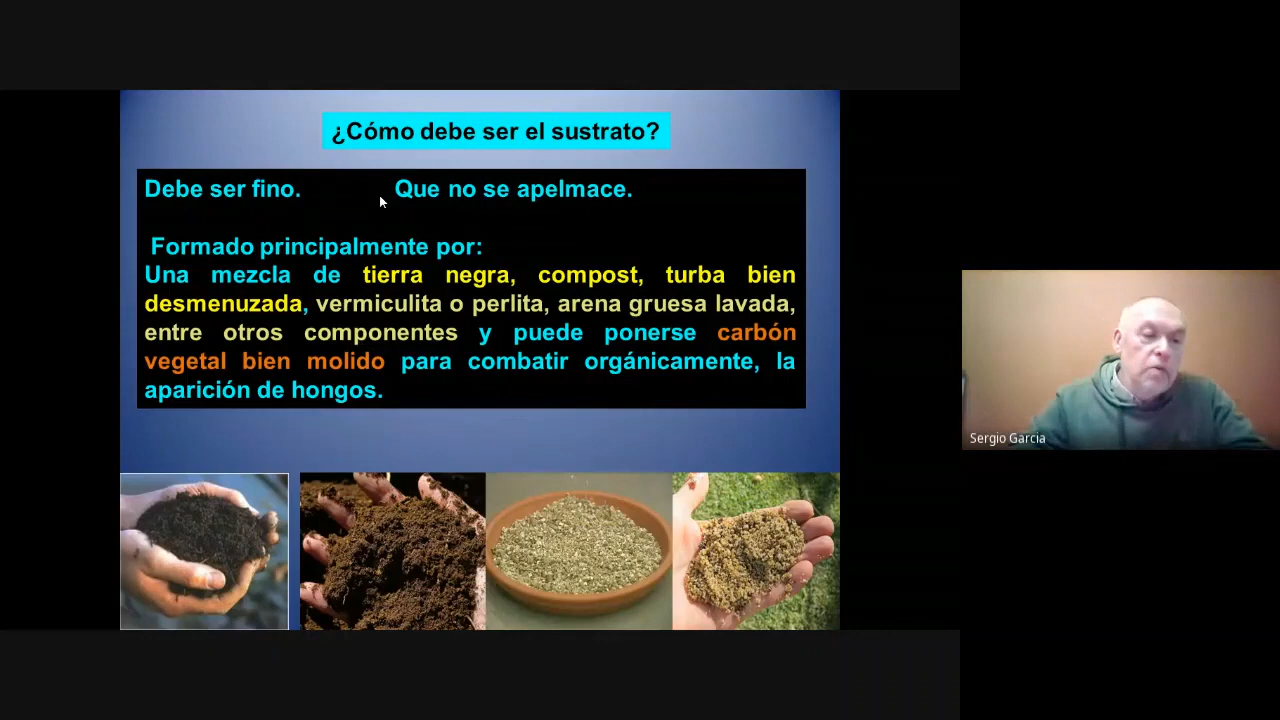 ¿Cómo debe ser el sustrato?
Debe ser fino. Que no se apelmace.
Formado principalmente por:
Una mezcla de tierra negra, compost, turba bien
desmenuzada, vermiculita o perlita, arena gruesa lavada,
entre otros componentes y puede ponerse carbón
vegetal bien molido para combatir orgánicamente, la
aparición de hongos.
Sergio Garcia